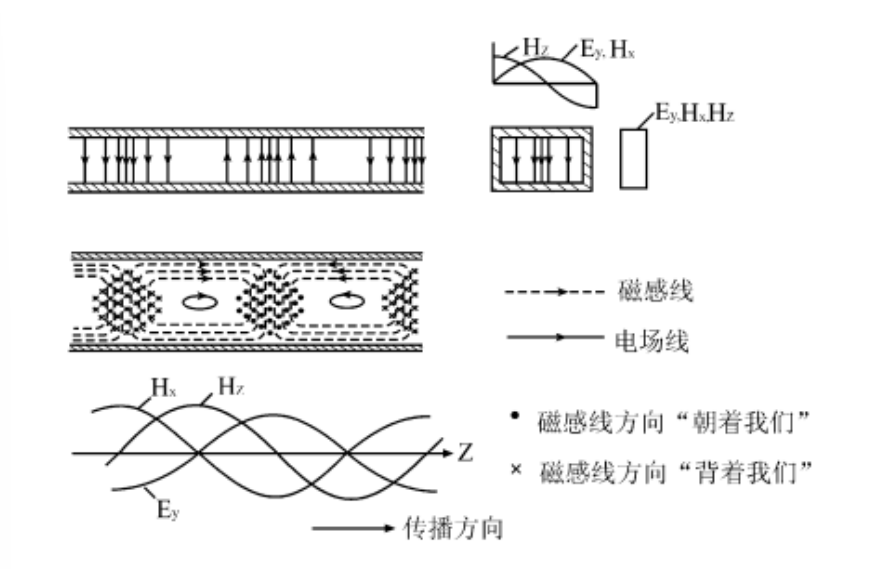 Hz
Ey, Hx
Ey,Hx,Hz
磁感线
电场线
Hx
Hz
Z
Ey
磁感线方向“朝着我们”
磁感线方向“背着我们”
传播方向